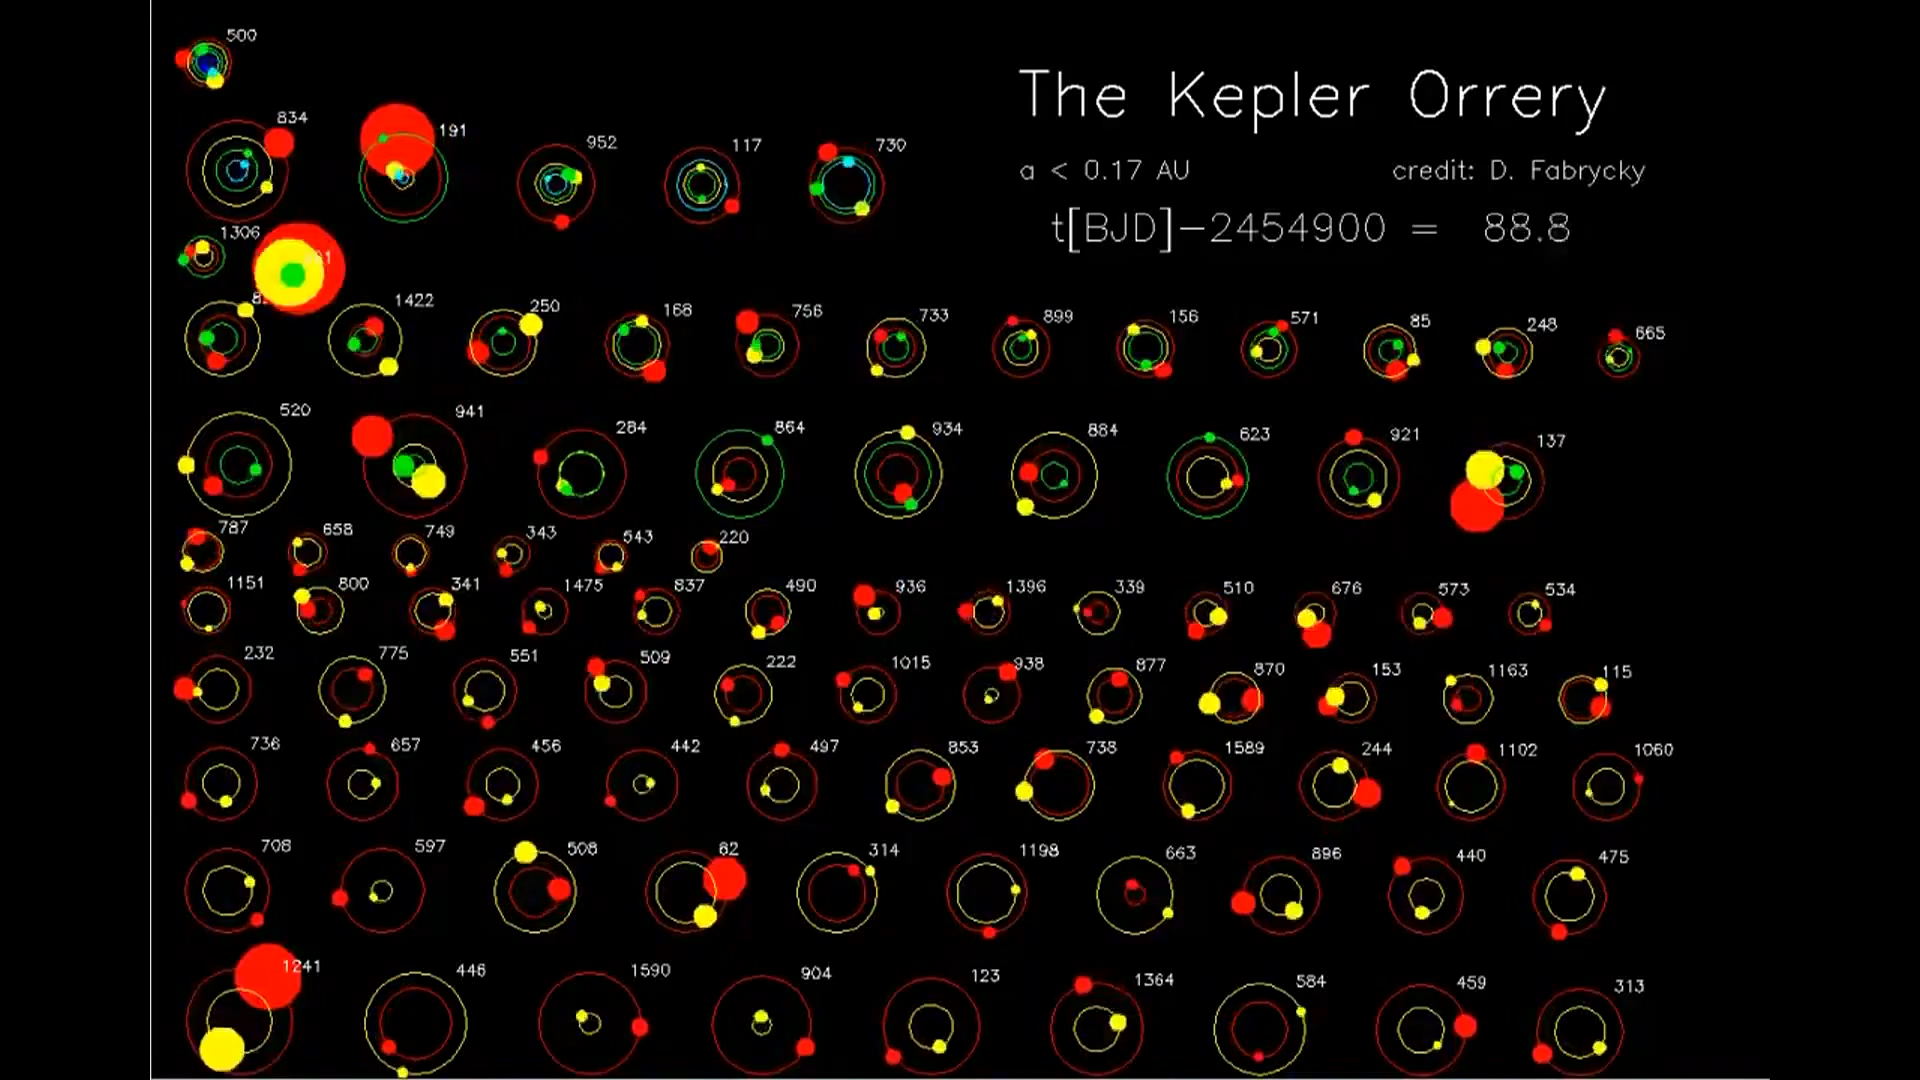 500
The Kepler Orrery
834 191 952 117 730
a < 0.17 AU credit: D. Fabrycky
t[BJD]-2454900 = 88.8
1306
1422 250 168 756 733 899 156 571 85 248 665
520 941 284 864 934 884 623 921 137
787 658 749 343 543 220
1151 800 341 1475 837 490 936 1396 339 510 676 573 534
232 775 551 509 222 1015 938 877 870 153 1163 115
736 657 456 442 497 853 738 1589 244 1102 1060
708 597 508 82 314 1198 663 896 440 475
1241 446 1590 904 123 1364 584 459 313